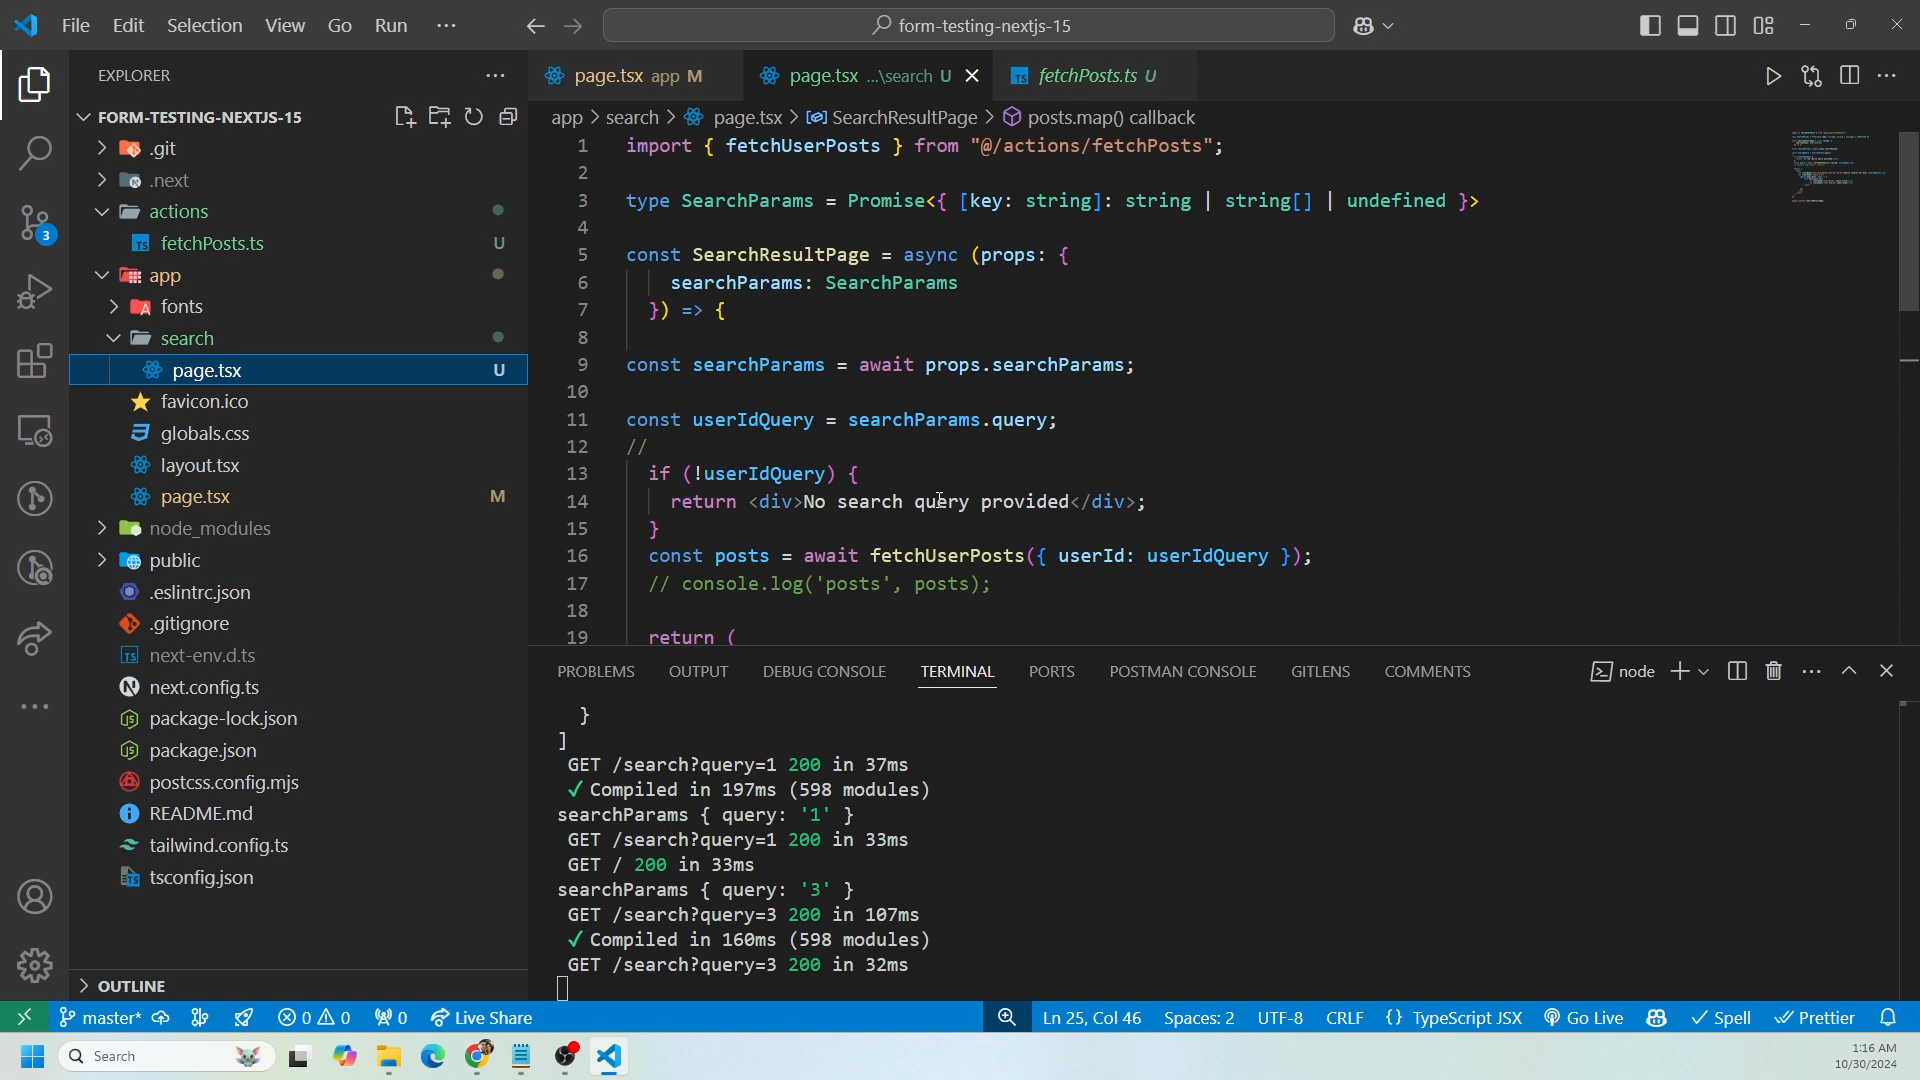 File Edit Selection View Go Run ···
form-testing-nextjs-15
EXPLORER ···
FORM-TESTING-NEXTJS-15
.git
.next
actions
TS fetchPosts.ts U
app
fonts
search
page.tsx U
favicon.ico
globals.css
layout.tsx
page.tsx M
node_modules
public
.eslintrc.json
.gitignore
TS next-env.d.ts
next.config.ts
package-lock.json
package.json
postcss.config.mjs
README.md
tailwind.config.ts
tsconfig.json
OUTLINE
3
page.tsx app M page.tsx ...\search U TS fetchPosts.ts U
app > search > page.tsx > SearchResultPage > posts.map() callback
1 import { fetchUserPosts } from "@/actions/fetchPosts";
2
3 type SearchParams = Promise<{ [key: string]: string | string[] | undefined }>
4
5 const SearchResultPage = async (props: {
6 searchParams: SearchParams
7 }) => {
8
9 const searchParams = await props.searchParams;
10
11 const userIdQuery = searchParams.query;
12 //
13 if (!userIdQuery) {
14 return <div>No search query provided</div>;
15 }
16 const posts = await fetchUserPosts({ userId: userIdQuery });
17 // console.log('posts', posts);
18
19 return (
PROBLEMS OUTPUT DEBUG CONSOLE TERMINAL PORTS POSTMAN CONSOLE GITLENS COMMENTS node
}
]
GET /search?query=1 200 in 37ms
✓ Compiled in 197ms (598 modules)
searchParams { query: '1' }
GET /search?query=1 200 in 33ms
GET / 200 in 33ms
searchParams { query: '3' }
GET /search?query=3 200 in 107ms
✓ Compiled in 160ms (598 modules)
GET /search?query=3 200 in 32ms
master* 0 0 0 Live Share Ln 25, Col 46 Spaces: 2 UTF-8 CRLF {} TypeScript JSX Go Live Spell Prettier
Search
1:16 AM
10/30/2024